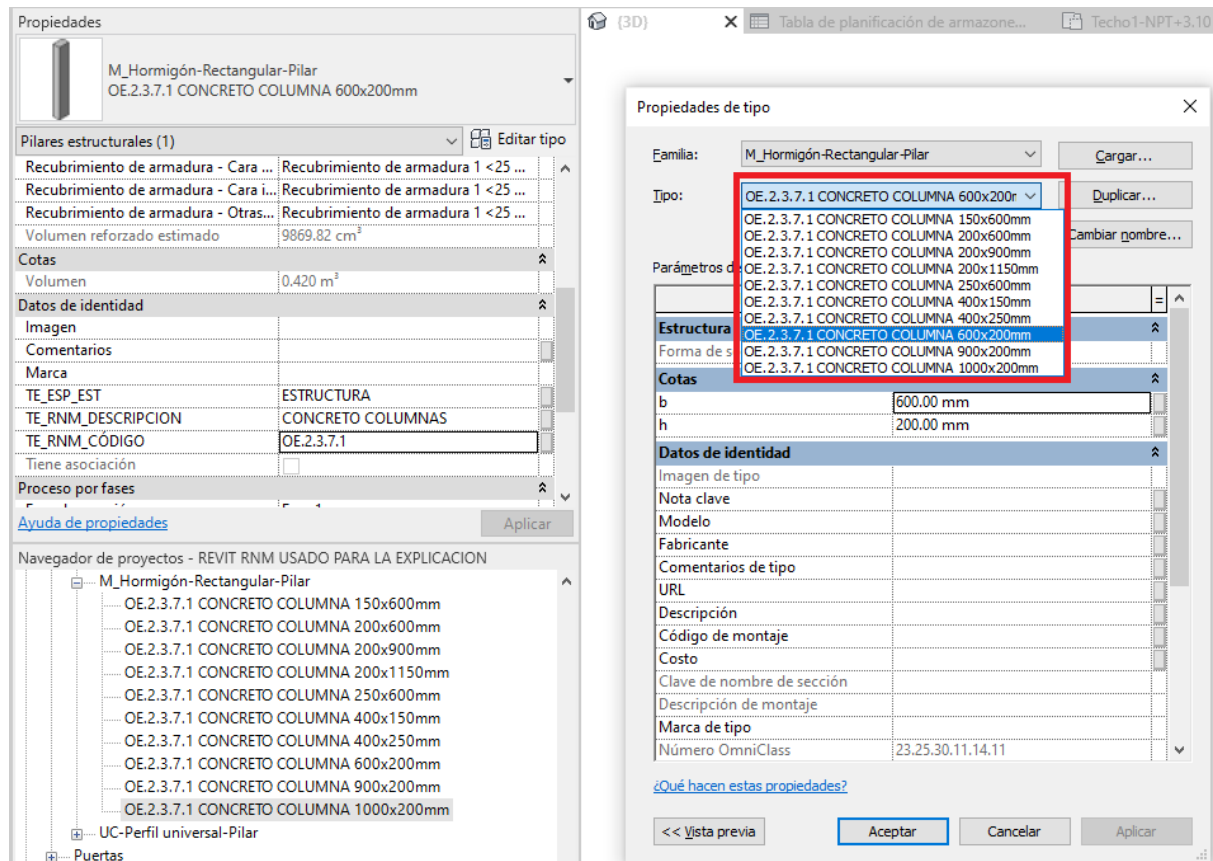 Propiedades
M_Hormigón-Rectangular-Pilar
OE.2.3.7.1 CONCRETO COLUMNA 600x200mm
Pilares estructurales (1)
Editar tipo
Recubrimiento de armadura - Cara ... Recubrimiento de armadura 1 <25 ...
Recubrimiento de armadura - Cara i... Recubrimiento de armadura 1 <25 ...
Recubrimiento de armadura - Otras... Recubrimiento de armadura 1 <25 ...
Volumen reforzado estimado 9869.82 cm³
Cotas
Volumen 0.420 m³
Datos de identidad
Imagen
Comentarios
Marca
TE_ESP_EST ESTRUCTURA
TE_RNM_DESCRIPCION CONCRETO COLUMNAS
TE_RNM_CÓDIGO OE.2.3.7.1
Tiene asociación
Proceso por fases
Ayuda de propiedades
Aplicar
Navegador de proyectos - REVIT RNM USADO PARA LA EXPLICACION
M_Hormigón-Rectangular-Pilar
OE.2.3.7.1 CONCRETO COLUMNA 150x600mm
OE.2.3.7.1 CONCRETO COLUMNA 200x600mm
OE.2.3.7.1 CONCRETO COLUMNA 200x900mm
OE.2.3.7.1 CONCRETO COLUMNA 200x1150mm
OE.2.3.7.1 CONCRETO COLUMNA 250x600mm
OE.2.3.7.1 CONCRETO COLUMNA 400x150mm
OE.2.3.7.1 CONCRETO COLUMNA 400x250mm
OE.2.3.7.1 CONCRETO COLUMNA 600x200mm
OE.2.3.7.1 CONCRETO COLUMNA 900x200mm
OE.2.3.7.1 CONCRETO COLUMNA 1000x200mm
UC-Perfil universal-Pilar
Puertas
{3D}
Tabla de planificación de armazone...
Techo1-NPT+3.10
Propiedades de tipo
Familia: M_Hormigón-Rectangular-Pilar
Cargar...
Tipo: OE.2.3.7.1 CONCRETO COLUMNA 600x200r
Duplicar...
Cambiar nombre...
OE.2.3.7.1 CONCRETO COLUMNA 150x600mm
OE.2.3.7.1 CONCRETO COLUMNA 200x600mm
OE.2.3.7.1 CONCRETO COLUMNA 200x900mm
OE.2.3.7.1 CONCRETO COLUMNA 200x1150mm
OE.2.3.7.1 CONCRETO COLUMNA 250x600mm
OE.2.3.7.1 CONCRETO COLUMNA 400x150mm
OE.2.3.7.1 CONCRETO COLUMNA 400x250mm
OE.2.3.7.1 CONCRETO COLUMNA 600x200mm
OE.2.3.7.1 CONCRETO COLUMNA 900x200mm
OE.2.3.7.1 CONCRETO COLUMNA 1000x200mm
Parámetros d
=
Estructura
Forma de s
Cotas
b 600.00 mm
h 200.00 mm
Datos de identidad
Imagen de tipo
Nota clave
Modelo
Fabricante
Comentarios de tipo
URL
Descripción
Código de montaje
Costo
Clave de nombre de sección
Descripción de montaje
Marca de tipo
Número OmniClass 23.25.30.11.14.11
¿Qué hacen estas propiedades?
<< Vista previa
Aceptar
Cancelar
Aplicar